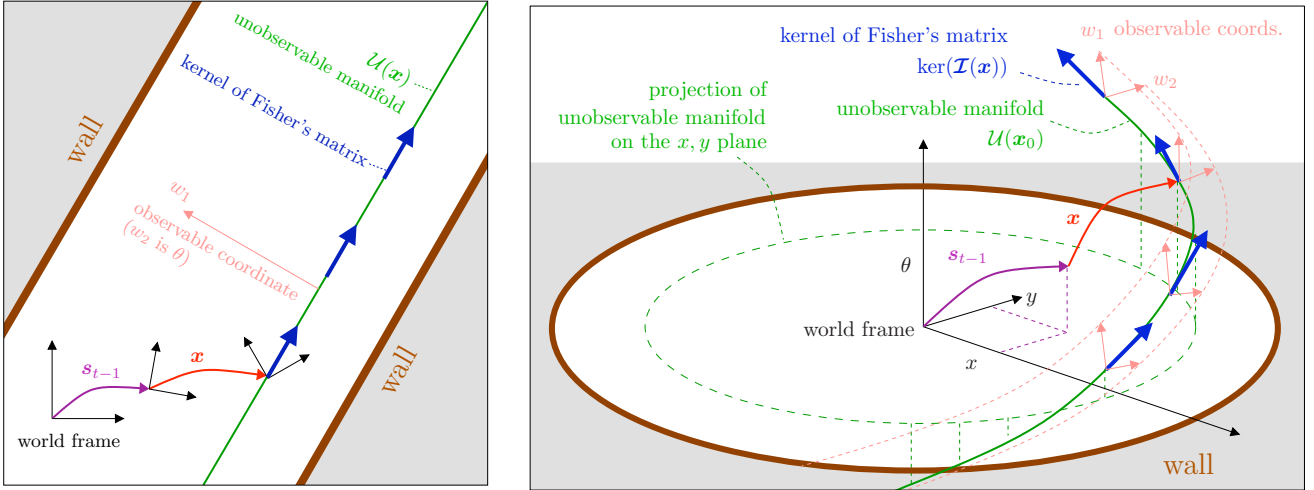 unobservable manifold
𝓤(𝒙)
kernel of Fisher's matrix
wall
w₁
observable coordinate
(w₂ is θ)
wall
s_{t−1}
x
world frame
kernel of Fisher's matrix
ker(𝓘(𝒙))
w₁ observable coords.
w₂
projection of
unobservable manifold
on the x, y plane
unobservable manifold
𝓤(𝒙₀)
x
s_{t−1}
θ
y
world frame
x
wall